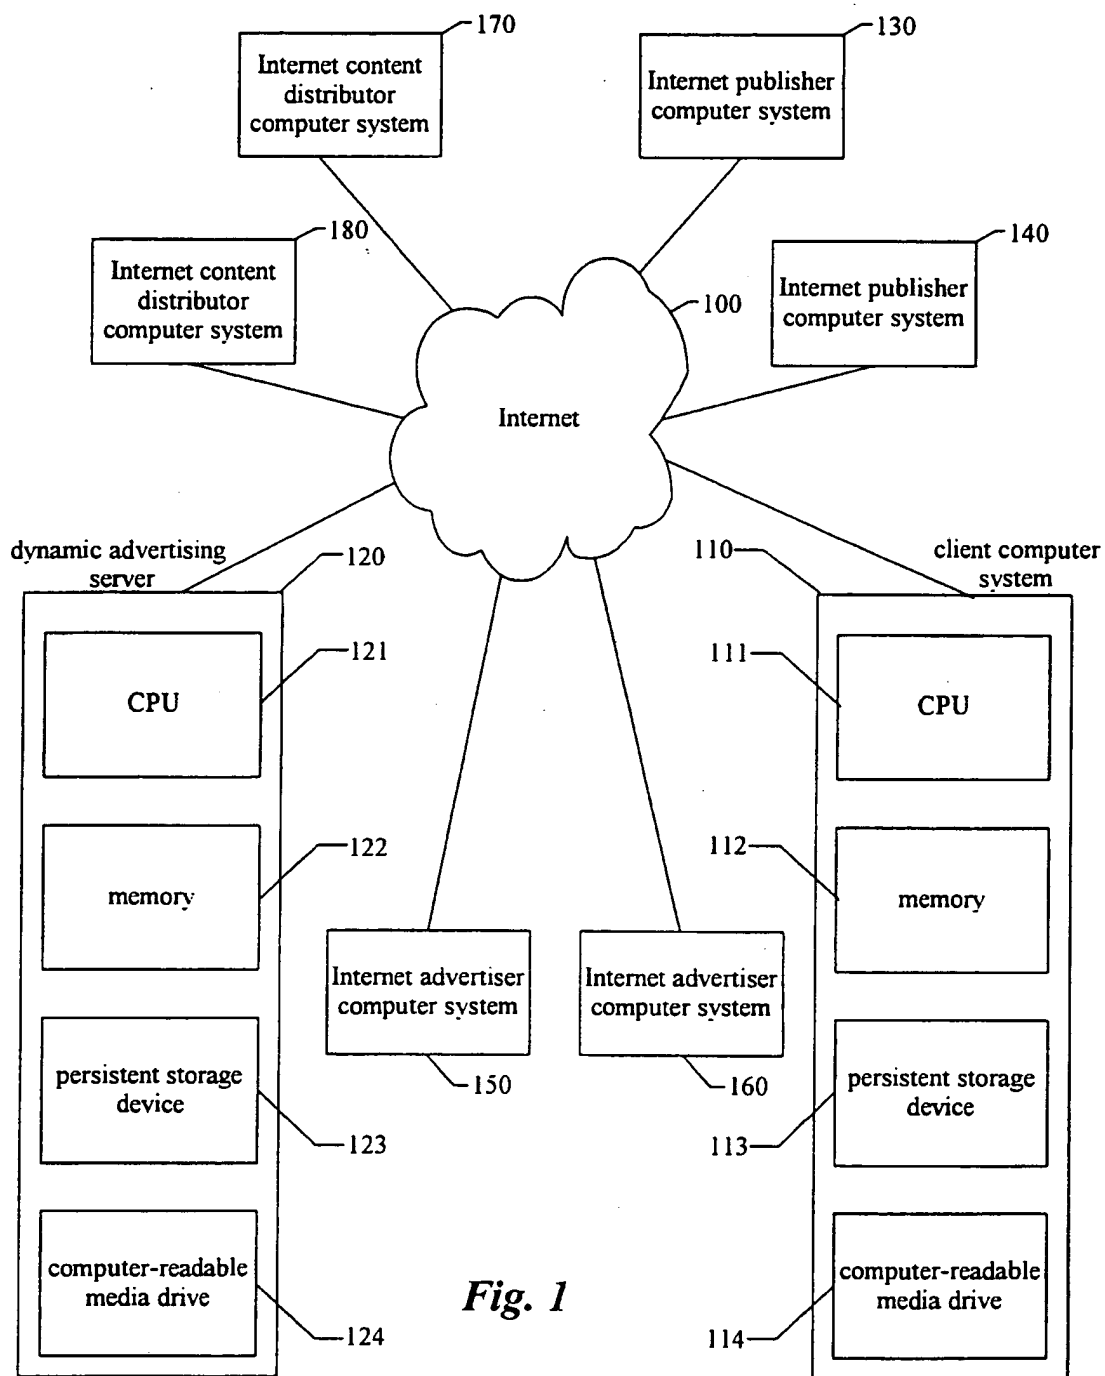 170
Internet content
distributor
computer system
130
Internet publisher
computer system
180
Internet content
distributor
computer system
140
Internet publisher
computer system
100
Internet
dynamic advertising
server
120
110
client computer
system
121
CPU
111
CPU
122
memory
112
memory
Internet advertiser
computer system
150
Internet advertiser
computer system
160
persistent storage
device
123
persistent storage
device
113
computer-readable
media drive
124
computer-readable
media drive
114
Fig. 1